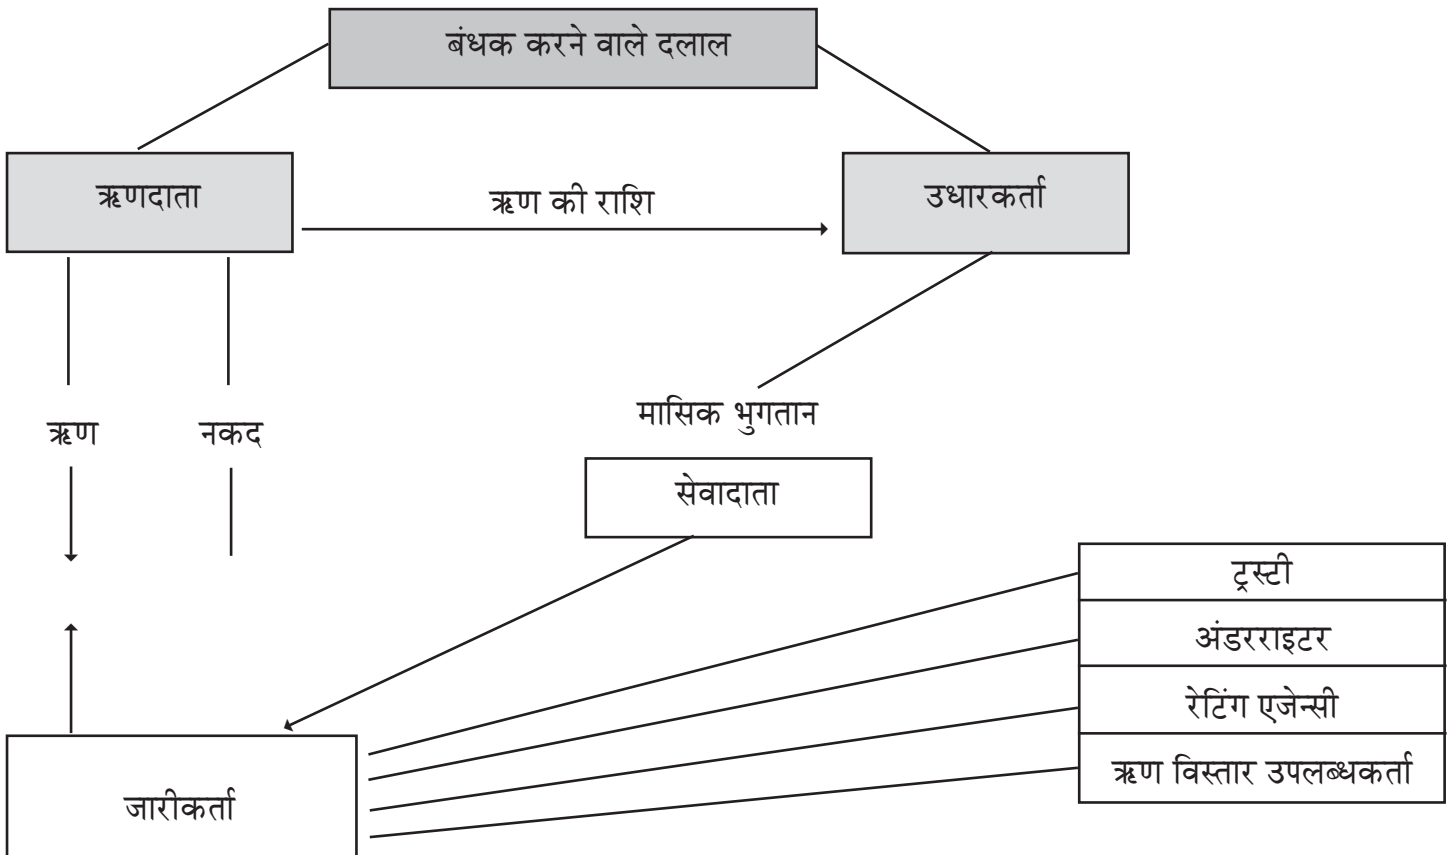 बंधक करने वाले दलाल
ऋणदाता
ऋण की राशि
उधारकर्ता
ऋण
नकद
मासिक भुगतान
सेवादाता
ट्रस्टी
अंडरराइटर
रेटिंग एजेन्सी
ऋण विस्तार उपलब्धकर्ता
जारीकर्ता